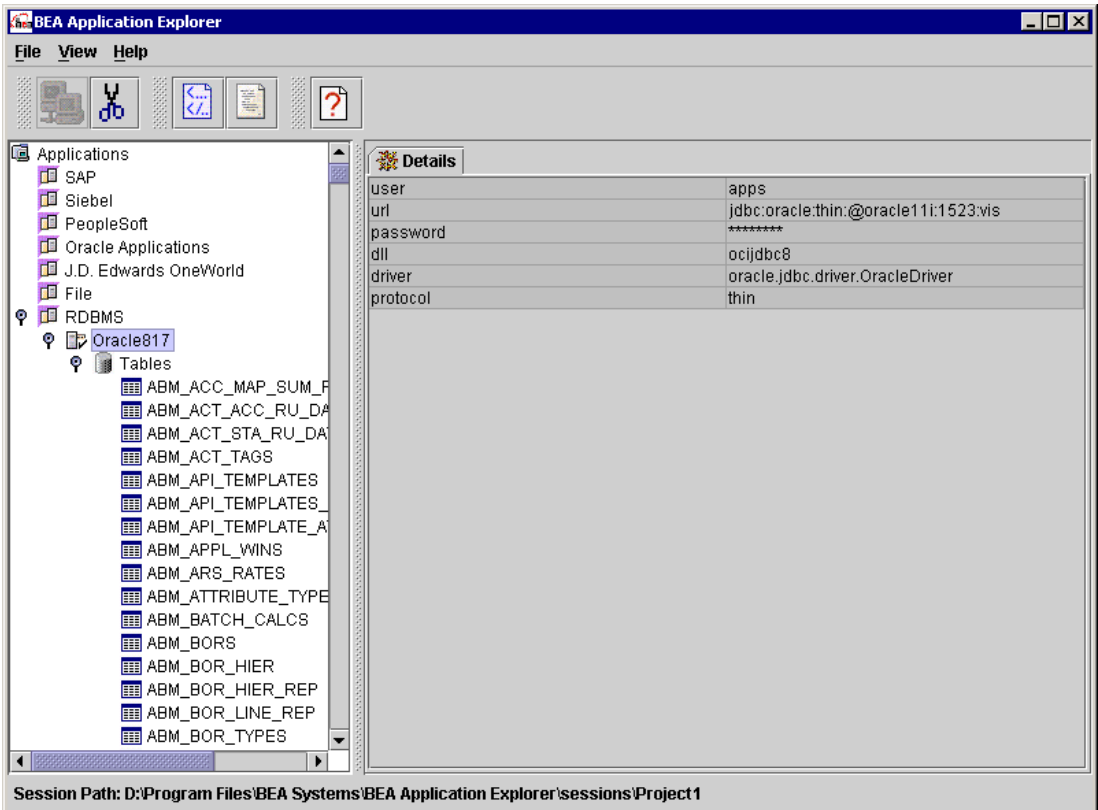 BEA Application Explorer
File View Help
Applications
SAP
Siebel
PeopleSoft
Oracle Applications
J.D. Edwards OneWorld
File
RDBMS
Oracle817
Tables
ABM_ACC_MAP_SUM_
ABM_ACT_ACC_RU_DA
ABM_ACT_STA_RU_DA
ABM_ACT_TAGS
ABM_API_TEMPLATES
ABM_API_TEMPLATES_
ABM_API_TEMPLATE_A
ABM_APPL_WINS
ABM_ARS_RATES
ABM_ATTRIBUTE_TYPE
ABM_BATCH_CALCS
ABM_BORS
ABM_BOR_HIER
ABM_BOR_HIER_REP
ABM_BOR_LINE_REP
ABM_BOR_TYPES
Details
user apps
url jdbc:oracle:thin:@oracle11i:1523:vis
password ********
dll ocijdbc8
driver oracle.jdbc.driver.OracleDriver
protocol thin
Session Path: D:\Program Files\BEA Systems\BEA Application Explorer\sessions\Project1